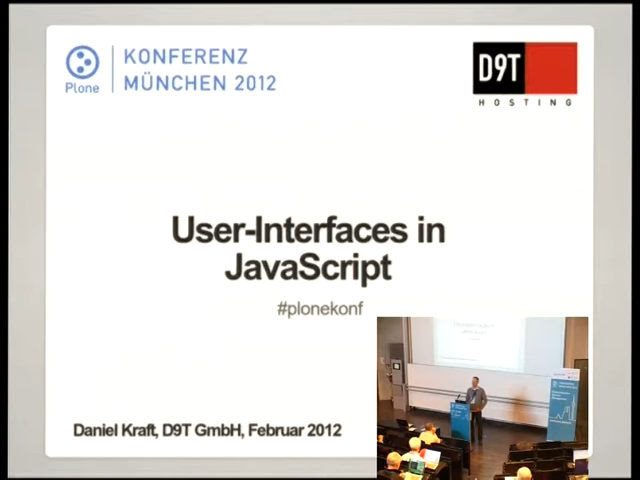 Plone
KONFERENZ
MÜNCHEN 2012
D9T
HOSTING
User-Interfaces in
JavaScript
#plonekonf
Daniel Kraft, D9T GmbH, Februar 2012